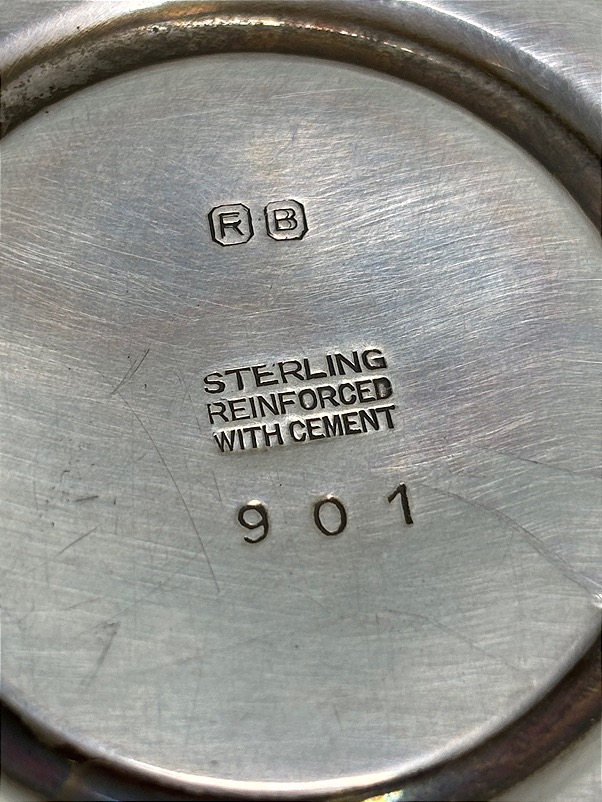 R B
STERLING
REINFORCED
WITH CEMENT
901